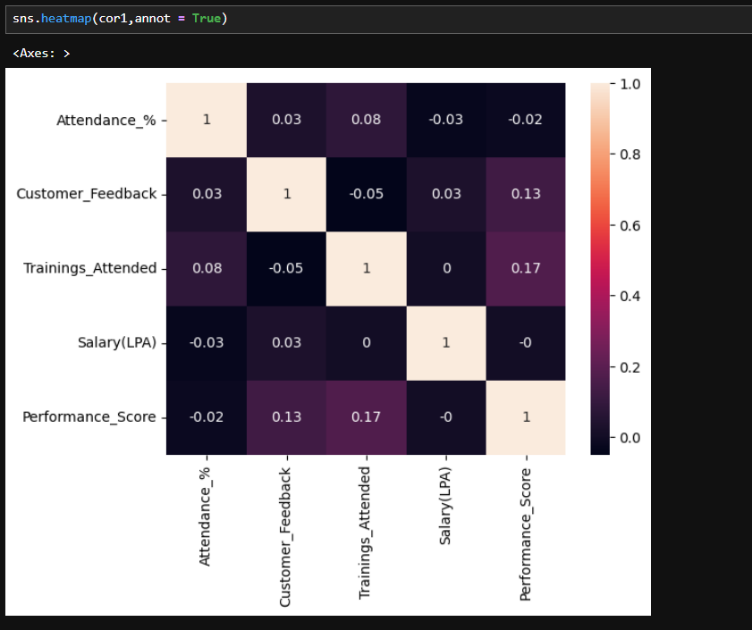 sns.heatmap(cor1,annot = True)
<Axes: >
1.0
Attendance_% 1 0.03 0.08 -0.03 -0.02
0.8
Customer_Feedback 0.03 1 -0.05 0.03 0.13
0.6
Trainings_Attended 0.08 -0.05 1 0 0.17
0.4
Salary(LPA) -0.03 0.03 0 1 -0
0.2
Performance_Score -0.02 0.13 0.17 -0 1
0.0
Attendance_%
Customer_Feedback
Trainings_Attended
Salary(LPA)
Performance_Score